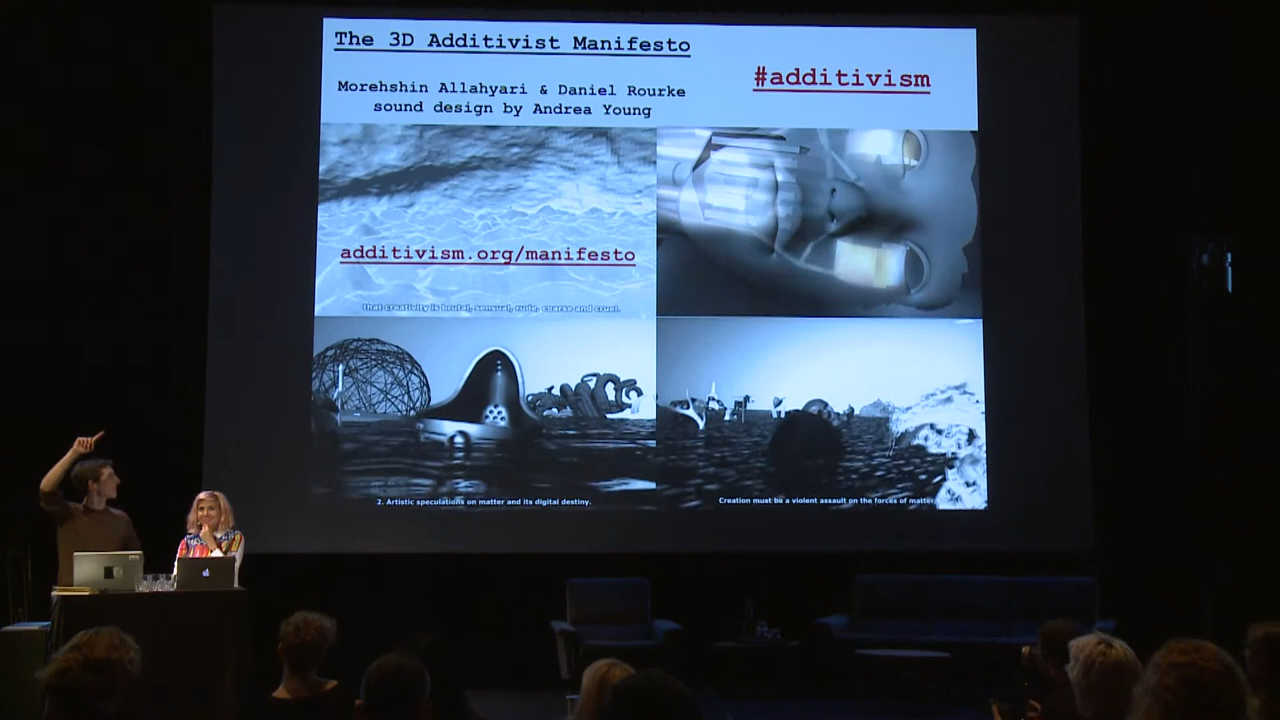 The 3D Additivist Manifesto
#additivism
Morehshin Allahyari & Daniel Rourke
sound design by Andrea Young
additivism.org/manifesto
that creativity is brutal, sensual, rude, coarse and cruel.
2. Artistic speculations on matter and its digital destiny.
Creation must be a violent assault on the forces of matter